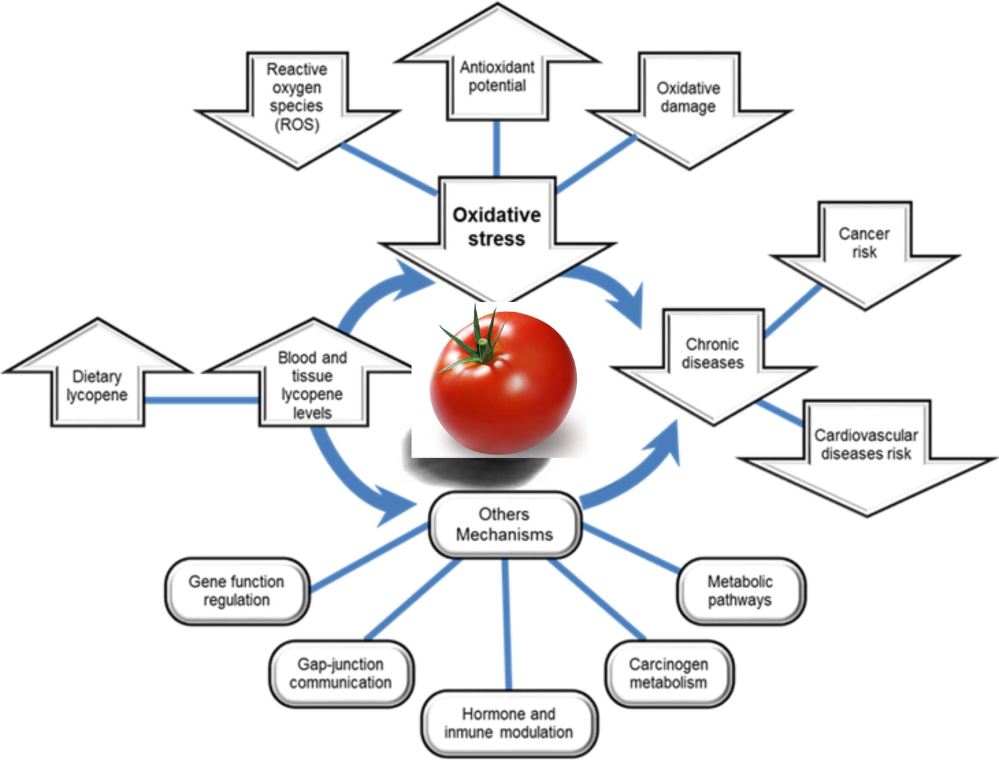 Reactive
oxygen
species
(ROS)
Antioxidant
potential
Oxidative
damage
Oxidative
stress
Cancer
risk
Dietary
lycopene
Blood and
tissue
lycopene
levels
Chronic
diseases
Cardiovascular
diseases risk
Others
Mechanisms
Gene function
regulation
Metabolic
pathways
Gap-junction
communication
Carcinogen
metabolism
Hormone and
inmune modulation